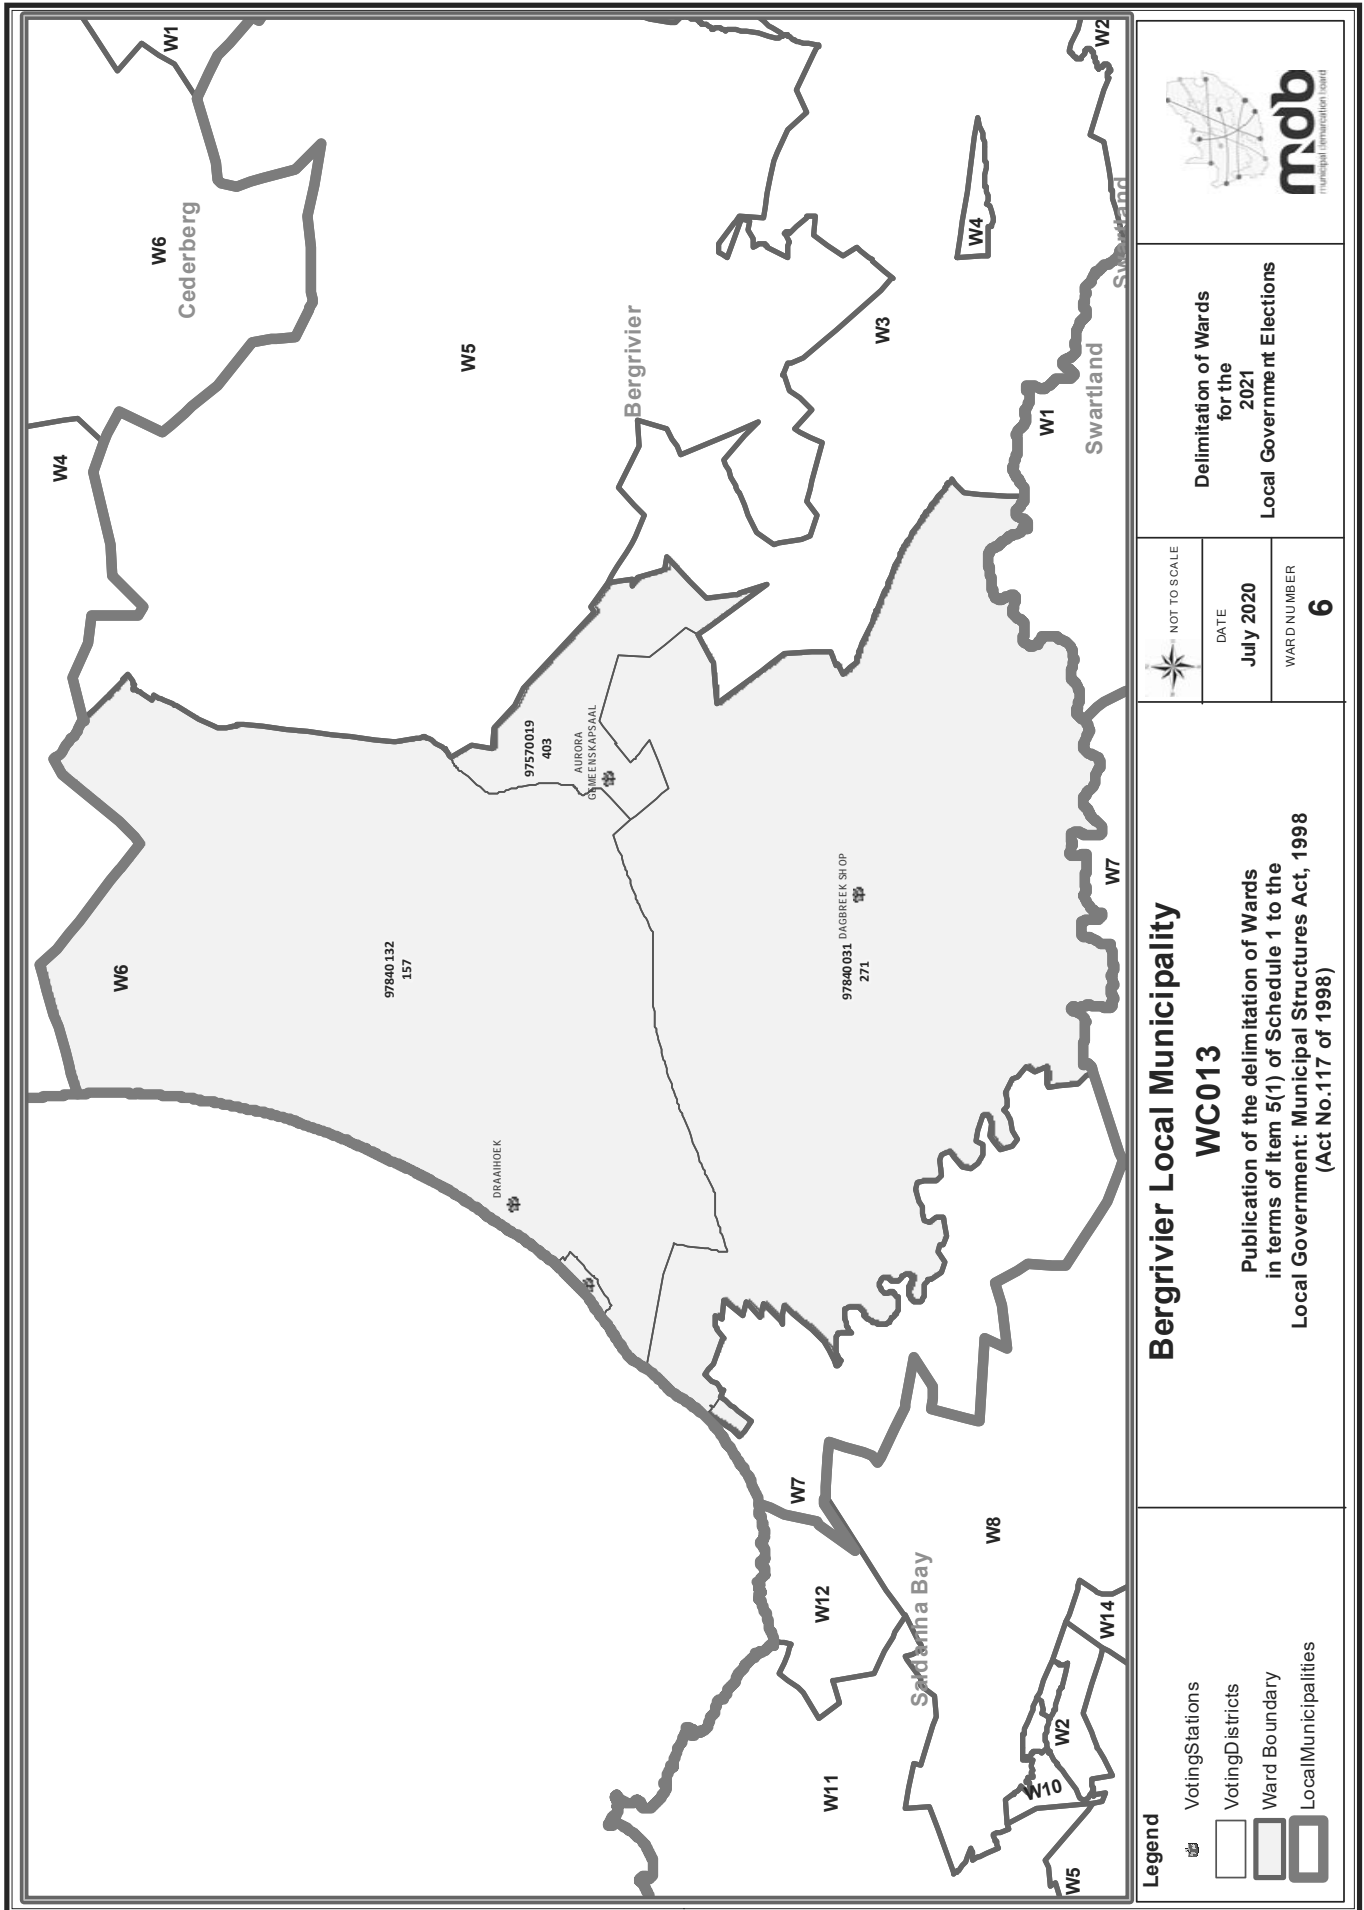 W1
W2
W6
Cederberg
W4
W5
Bergrivier
W3
W4
W1
Swartland
Swartland
97570019
403
AURORA
GEMEENSKAPSAAL
W6
97840132
157
97840031
271
DAGBREEK SHOP
W7
DRAAIHOEK
W7
W8
W12
Saldanha Bay
W11
W14
W2
W10
W5
Legend
VotingStations
VotingDistricts
Ward Boundary
LocalMunicipalities
Bergrivier Local Municipality
WC013
Publication of the delimitation of Wards
in terms of Item 5(1) of Schedule 1 to the
Local Government: Municipal Structures Act, 1998
(Act No.117 of 1998)
NOT TO SCALE
DATE
July 2020
WARD NUMBER
6
Delimitation of Wards
for the
2021
Local Government Elections
mdb
municipal demarcation board